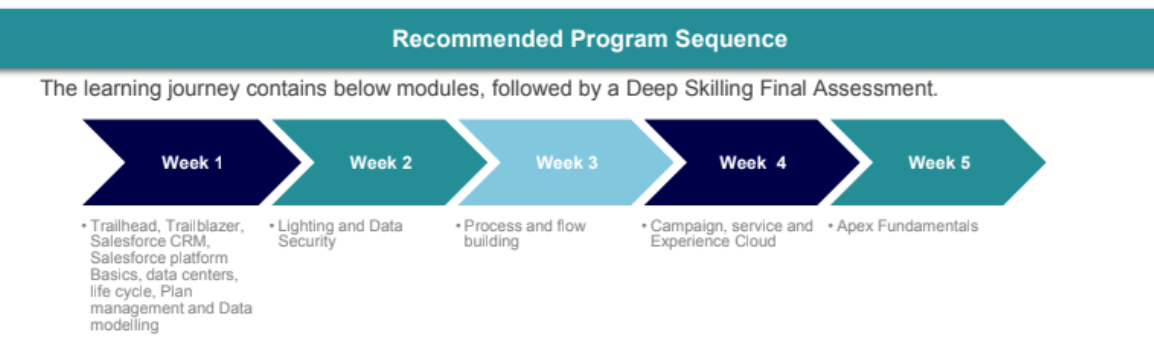 Recommended Program Sequence
The learning journey contains below modules, followed by a Deep Skilling Final Assessment.
Week 1
Week 2
Week 3
Week 4
Week 5
• Trailhead, Trailblazer,
Salesforce CRM,
Salesforce platform
Basics, data centers,
life cycle, Plan
management and Data
modelling
• Lighting and Data
Security
• Process and flow
building
• Campaign, service and
Experience Cloud
• Apex Fundamentals